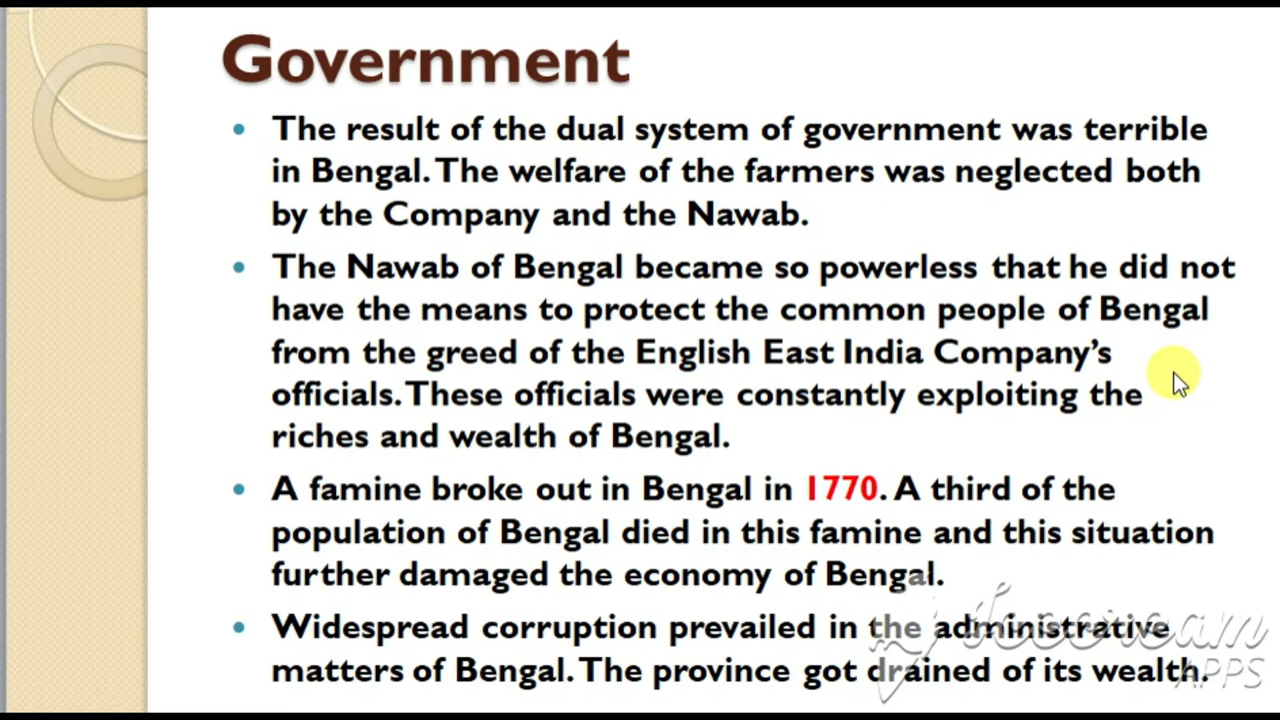 Government
• The result of the dual system of government was terrible
in Bengal. The welfare of the farmers was neglected both
by the Company and the Nawab.
• The Nawab of Bengal became so powerless that he did not
have the means to protect the common people of Bengal
from the greed of the English East India Company’s
officials. These officials were constantly exploiting the
riches and wealth of Bengal.
• A famine broke out in Bengal in 1770. A third of the
population of Bengal died in this famine and this situation
further damaged the economy of Bengal.
• Widespread corruption prevailed in the administrative
matters of Bengal. The province got drained of its wealth.
APPS